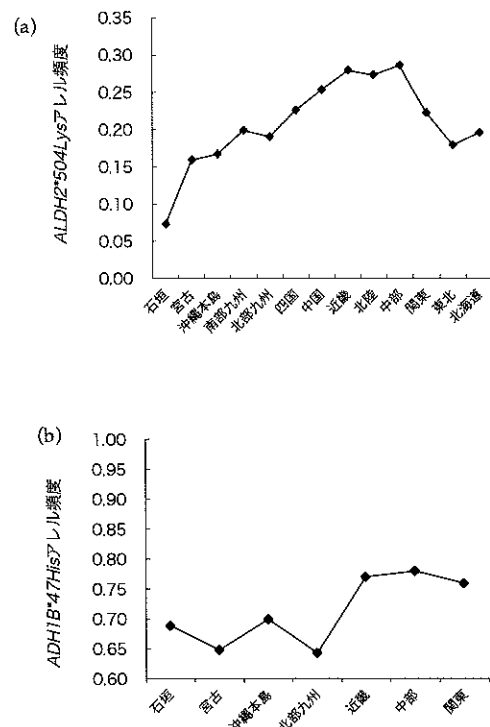 (a)
ALDH2*504Lysアレル頻度
0.35
0.30
0.25
0.20
0.15
0.10
0.05
0.00
石垣
宮古
沖縄本島
南部九州
北部九州
四国
中国
近畿
北陸
中部
関東
東北
北海道
(b)
ADH1B*47Hisアレル頻度
1.00
0.95
0.90
0.85
0.80
0.75
0.70
0.65
0.60
石垣
宮古
沖縄本島
北部九州
近畿
中部
関東